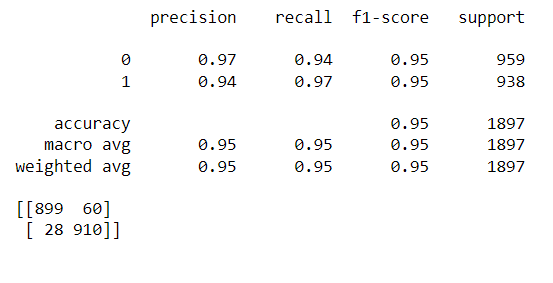 precision recall f1-score support
0 0.97 0.94 0.95 959
1 0.94 0.97 0.95 938
accuracy 0.95 1897
macro avg 0.95 0.95 0.95 1897
weighted avg 0.95 0.95 0.95 1897
[[899 60]
[ 28 910]]